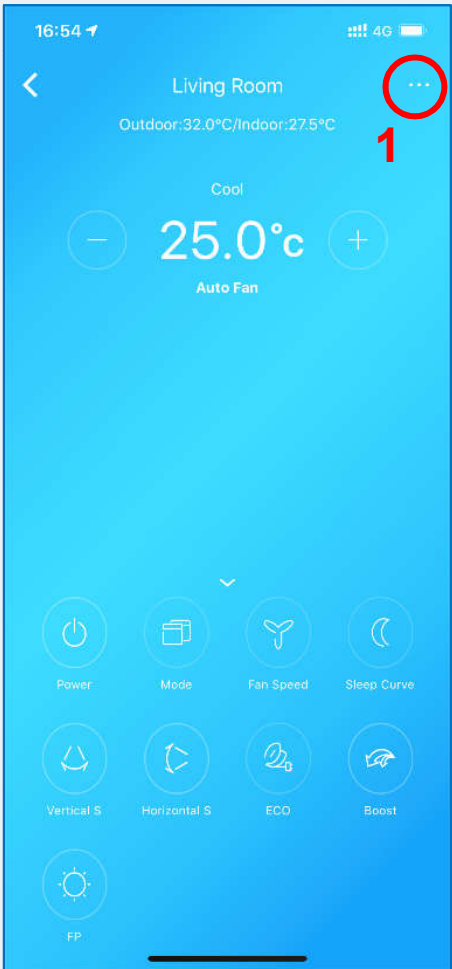 16:54 4G
Living Room ...
Outdoor:32.0°C/Indoor:27.5°C
1
Cool
− 25.0°c +
Auto Fan
Power Mode Fan Speed Sleep Curve
Vertical S Horizontal S ECO Boost
FP